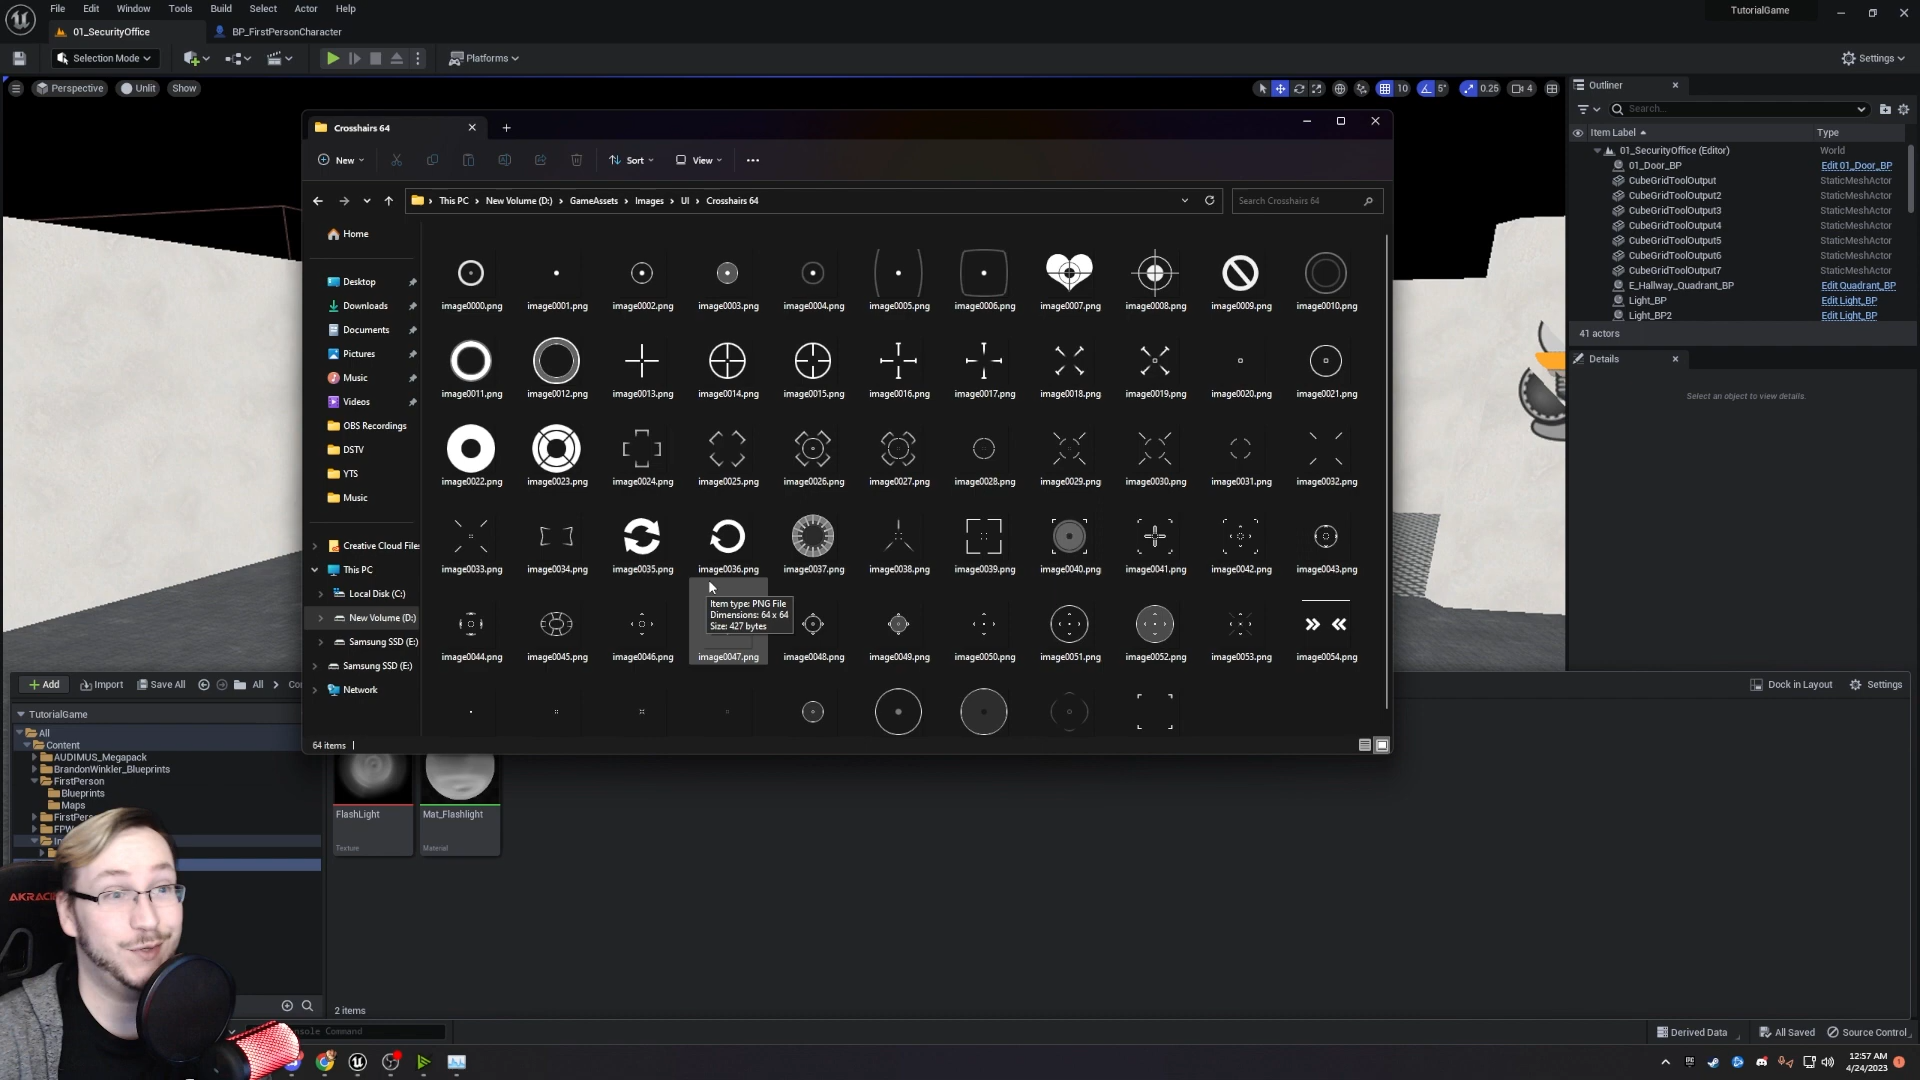 File Edit Window Tools Build Select Actor Help
TutorialGame
01_SecurityOffice
BP_FirstPersonCharacter
Selection Mode
Platforms
Settings
Perspective
Unlit
Show
10
5°
0.25
4
Outliner
Search...
Item Label
Type
01_SecurityOffice (Editor) World
01_Door_BP Edit 01_Door_BP
CubeGridToolOutput StaticMeshActor
CubeGridToolOutput2 StaticMeshActor
CubeGridToolOutput3 StaticMeshActor
CubeGridToolOutput4 StaticMeshActor
CubeGridToolOutput5 StaticMeshActor
CubeGridToolOutput6 StaticMeshActor
CubeGridToolOutput7 StaticMeshActor
E_Hallway_Quadrant_BP Edit Quadrant_BP
Light_BP Edit Light_BP
Light_BP2 Edit Light_BP
41 actors
Details
Select an object to view details.
Crosshairs 64
New
Sort
View
This PC > New Volume (D:) > GameAssets > Images > UI > Crosshairs 64
Search Crosshairs 64
Home
Desktop
Downloads
Documents
Pictures
Music
Videos
OBS Recordings
DSTV
YTS
Music
Creative Cloud Files
This PC
Local Disk (C:)
New Volume (D:)
Samsung SSD (E:)
Samsung SSD (E:)
Network
image0000.png image0001.png image0002.png image0003.png image0004.png image0005.png image0006.png image0007.png image0008.png image0009.png image0010.png
image0011.png image0012.png image0013.png image0014.png image0015.png image0016.png image0017.png image0018.png image0019.png image0020.png image0021.png
image0022.png image0023.png image0024.png image0025.png image0026.png image0027.png image0028.png image0029.png image0030.png image0031.png image0032.png
image0033.png image0034.png image0035.png image0036.png image0037.png image0038.png image0039.png image0040.png image0041.png image0042.png image0043.png
Item type: PNG File
Dimensions: 64 x 64
Size: 427 bytes
image0044.png image0045.png image0046.png image0047.png image0048.png image0049.png image0050.png image0051.png image0052.png image0053.png image0054.png
64 items
Add
Import
Save All
All
Co
Dock in Layout
Settings
TutorialGame
All
Content
AUDIMUS_Megapack
BrandonWinkler_Blueprints
FirstPerson
Blueprints
Maps
FirstPers
FPW
FlashLight
Texture
Mat_Flashlight
Material
2 items
AKRACIN
nsole Command
Derived Data
All Saved
Source Control
12:57 AM
4/24/2023
1